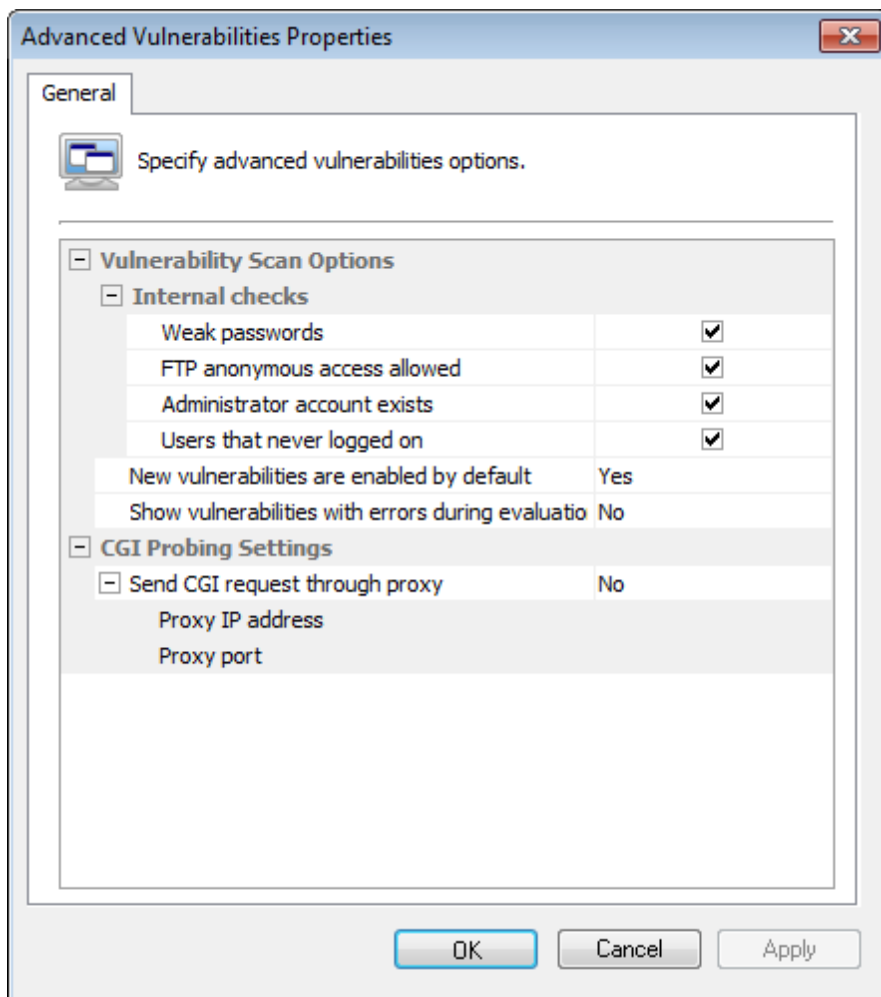 Advanced Vulnerabilities Properties
General
Specify advanced vulnerabilities options.
Vulnerability Scan Options
Internal checks
Weak passwords
FTP anonymous access allowed
Administrator account exists
Users that never logged on
New vulnerabilities are enabled by default Yes
Show vulnerabilities with errors during evaluatio No
CGI Probing Settings
Send CGI request through proxy No
Proxy IP address
Proxy port
OK Cancel Apply